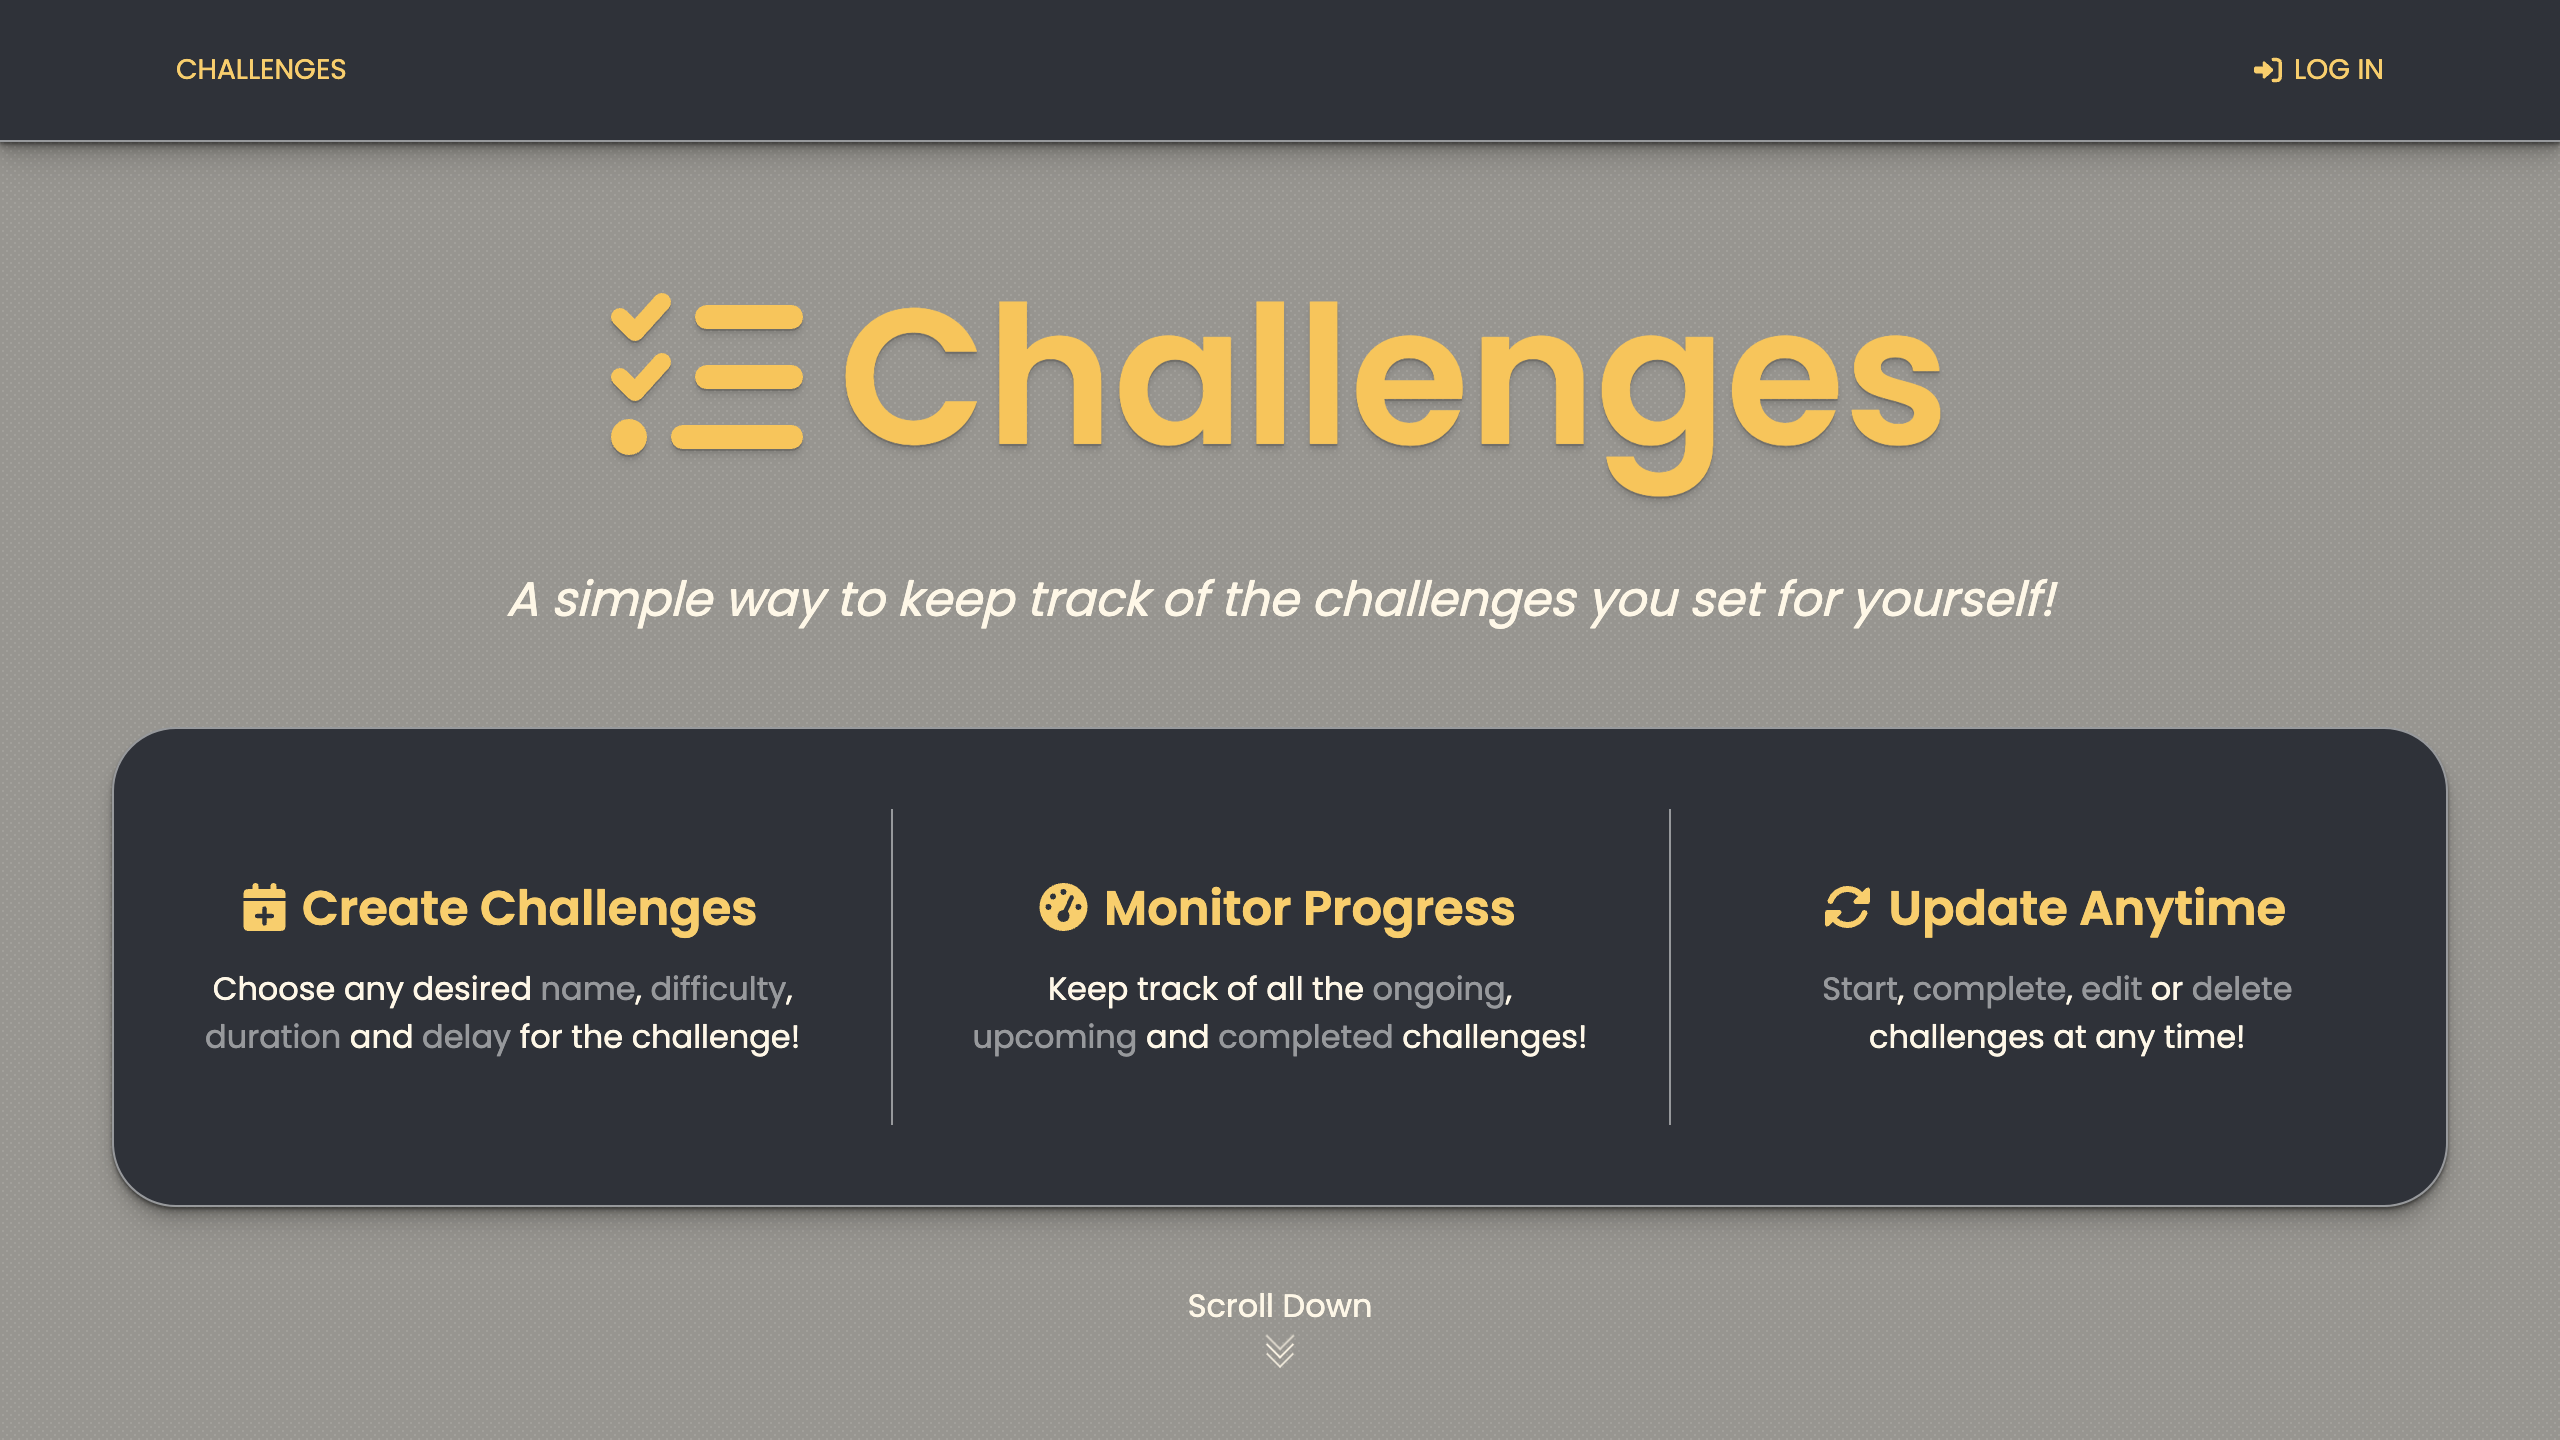 CHALLENGES
LOG IN
Challenges
A simple way to keep track of the challenges you set for yourself!
Create Challenges
Choose any desired name, difficulty,
duration and delay for the challenge!
Monitor Progress
Keep track of all the ongoing,
upcoming and completed challenges!
Update Anytime
Start, complete, edit or delete
challenges at any time!
Scroll Down